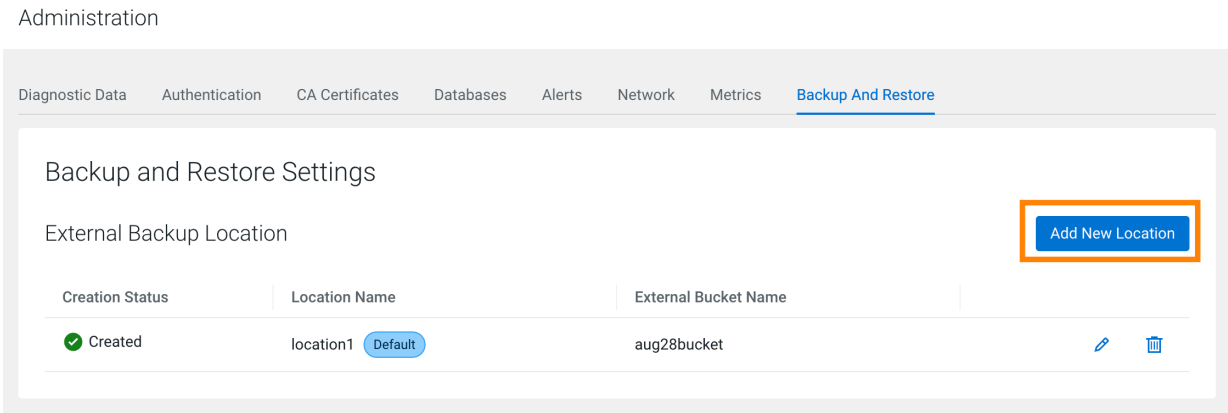 Administration
Diagnostic Data Authentication CA Certificates Databases Alerts Network Metrics Backup And Restore
Backup and Restore Settings
External Backup Location Add New Location
Creation Status Location Name External Bucket Name
Created location1 Default aug28bucket